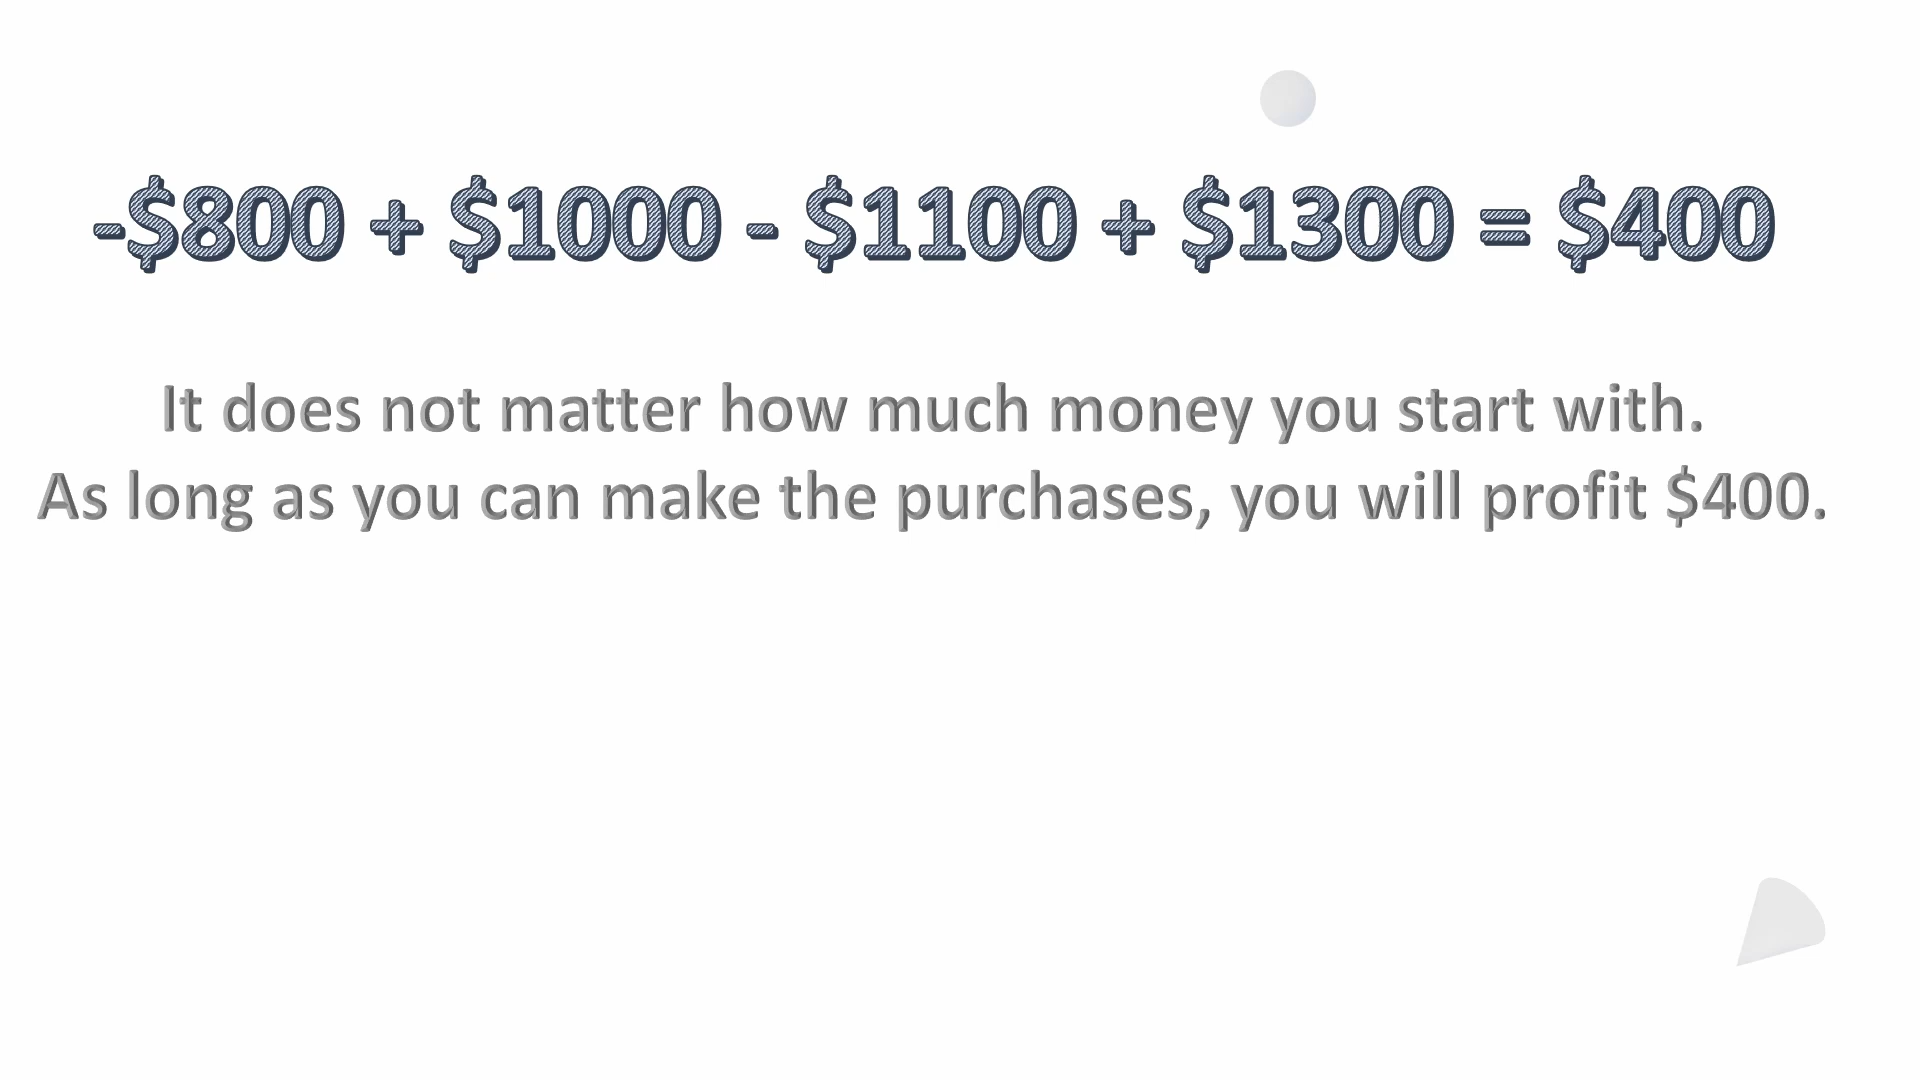 -$800 + $1000 - $1100 + $1300 = $400
It does not matter how much money you start with.
As long as you can make the purchases, you will profit $400.